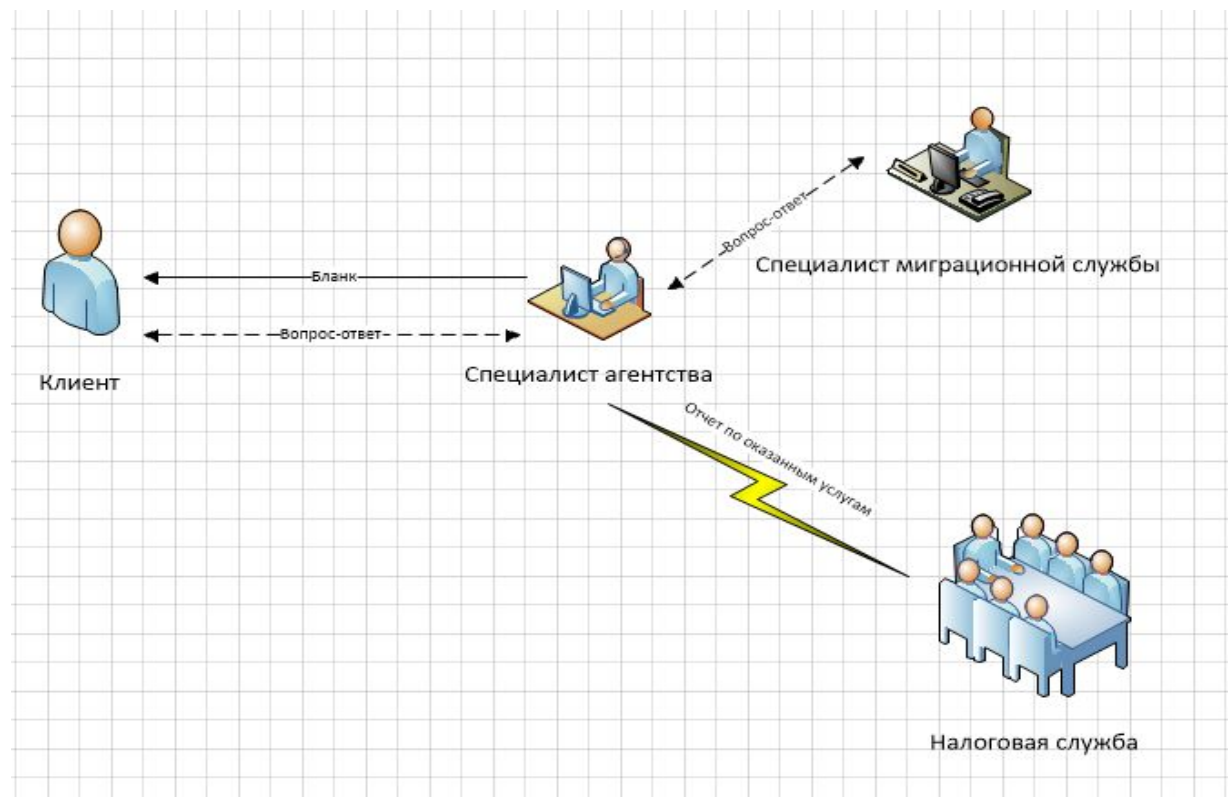 Вопрос-ответ
Специалист миграционной службы
Бланк
Вопрос-ответ
Клиент
Специалист агентства
Отчет по оказанным услугам
Налоговая служба